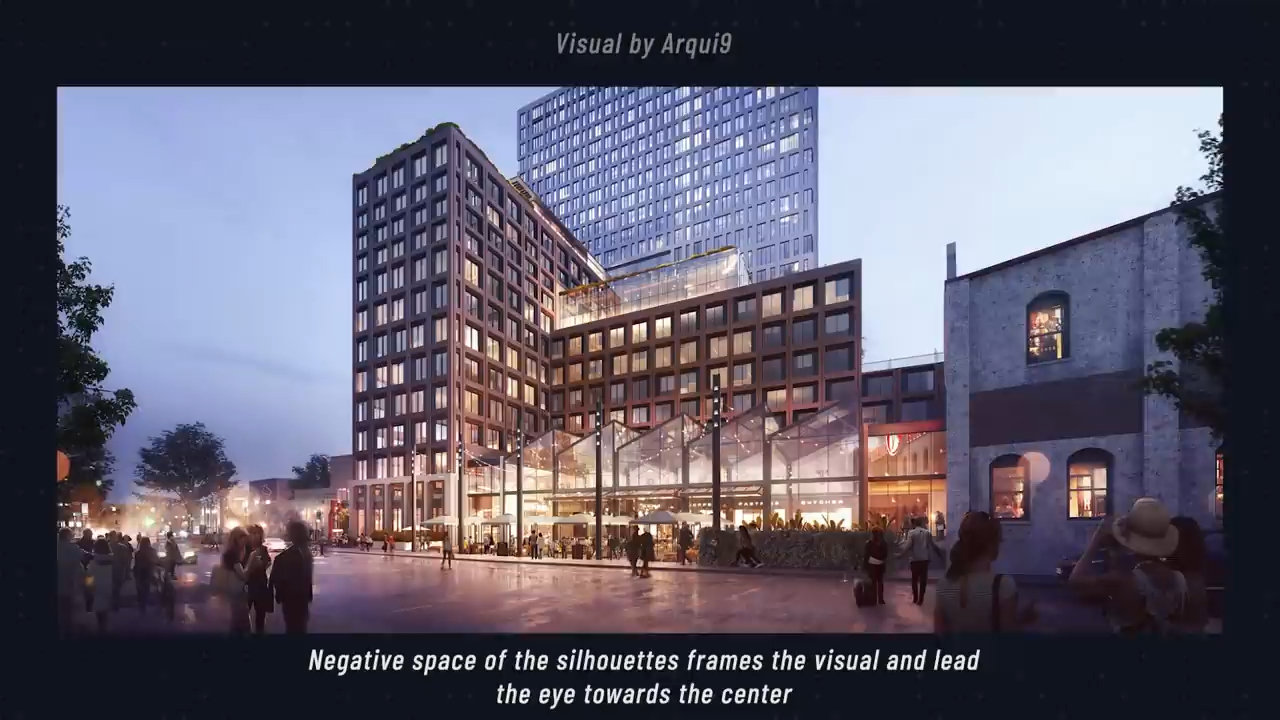 Visual by Arqui9
Negative space of the silhouettes frames the visual and lead
the eye towards the center